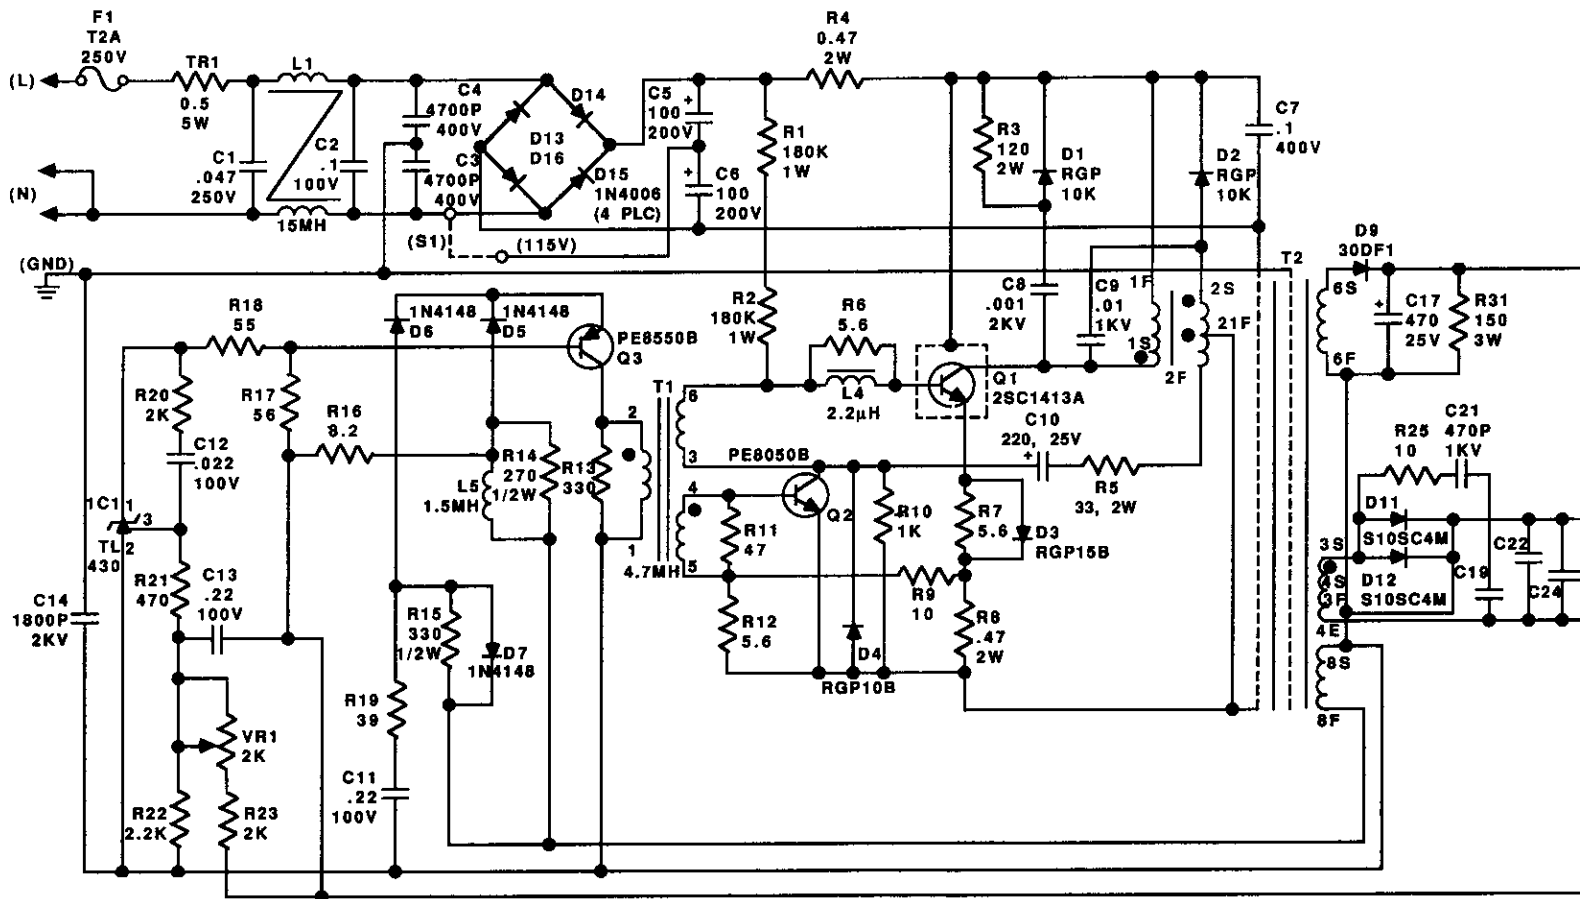 F1
T2A
250V
(L)
TR1
0.5
5W
L1
C4
4700P
400V
D14
C5
100
200V
R4
0.47
2W
C7
.1
400V
D13
D16
R1
180K
1W
R3
120
2W
D1
RGP
10K
D2
RGP
10K
C1
.047
250V
C2
.1
100V
C3
4700P
400V
D15
1N4006
(4 PLC)
C6
100
200V
(N)
15MH
(S1)
(115V)
(GND)
D9
30DF1
T2
R18
55
1N4148
D6
1N4148
D5
PE8550B
Q3
R2
180K
1W
R6
5.6
C8
.001
2KV
C9
.01
1KV
1F
2S
1S
21F
2F
6S
6F
C17
470
25V
R31
150
3W
R20
2K
R17
56
R16
8.2
T1
L4
2.2µH
Q1
2SC1413A
C12
.022
100V
R14
270
1/2W
R13
330
L5
1.5MH
2
1
6
3
4
5
4.7MH
PE8050B
Q2
C10
220, 25V
R5
33, 2W
R25
10
C21
470P
1KV
1C1
1
3
2
TL
430
R21
470
C13
.22
100V
R11
47
R10
1K
R7
5.6
D3
RGP15B
D11
S10SC4M
D12
S10SC4M
3S
4S
3F
4E
C19
C22
C24
C14
1800P
2KV
R15
330
1/2W
D7
1N4148
R12
5.6
R9
10
R8
.47
2W
D4
RGP10B
8S
8F
R19
39
VR1
2K
C11
.22
100V
R22
2.2K
R23
2K